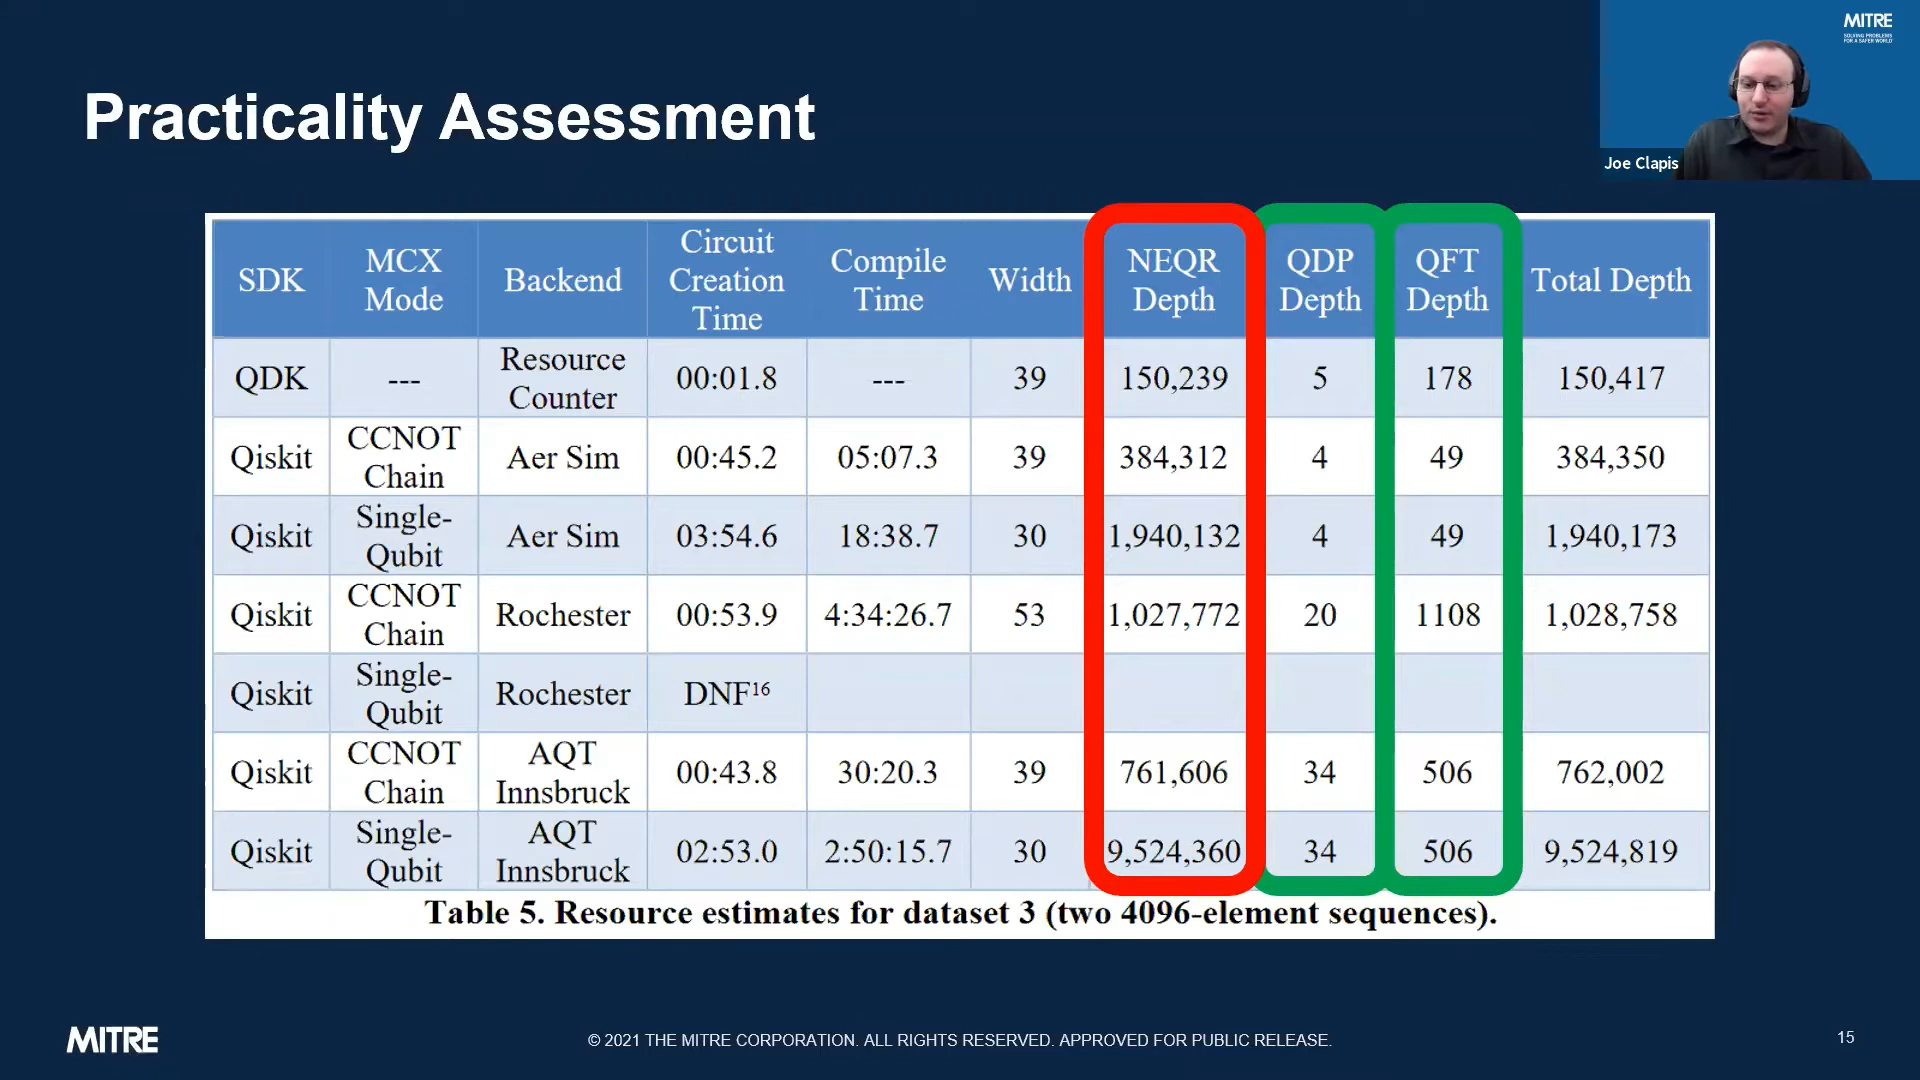 MITRE
SOLVING PROBLEMS
FOR A SAFER WORLD
Practicality Assessment
Joe Clapis
SDK MCX Mode Backend Circuit Creation Time Compile Time Width NEQR Depth QDP Depth QFT Depth Total Depth
QDK --- Resource Counter 00:01.8 --- 39 150,239 5 178 150,417
Qiskit CCNOT Chain Aer Sim 00:45.2 05:07.3 39 384,312 4 49 384,350
Qiskit Single-Qubit Aer Sim 03:54.6 18:38.7 30 1,940,132 4 49 1,940,173
Qiskit CCNOT Chain Rochester 00:53.9 4:34:26.7 53 1,027,772 20 1108 1,028,758
Qiskit Single-Qubit Rochester DNF16
Qiskit CCNOT Chain AQT Innsbruck 00:43.8 30:20.3 39 761,606 34 506 762,002
Qiskit Single-Qubit AQT Innsbruck 02:53.0 2:50:15.7 30 9,524,360 34 506 9,524,819
Table 5. Resource estimates for dataset 3 (two 4096-element sequences).
MITRE
© 2021 THE MITRE CORPORATION. ALL RIGHTS RESERVED. APPROVED FOR PUBLIC RELEASE.
15